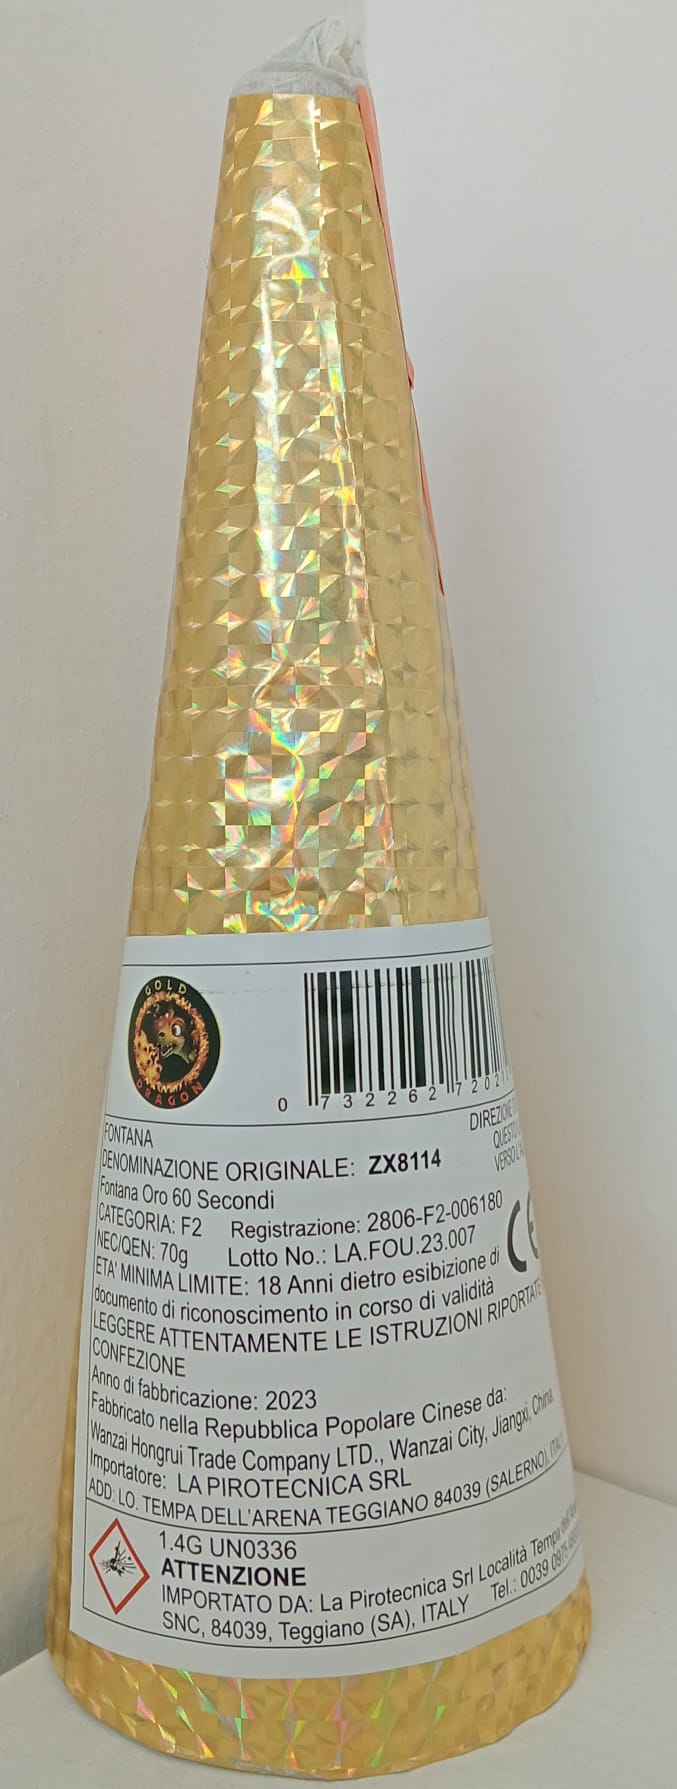 GOLD
DRAGON
0 732262 7202
DIREZIONE
QUESTO
VERSO L'A
FONTANA
DENOMINAZIONE ORIGINALE: ZX8114
Fontana Oro 60 Secondi
CATEGORIA: F2 Registrazione: 2806-F2-006180
NEC/QEN: 70g Lotto No.: LA.FOU.23.007
CE
ETA' MINIMA LIMITE: 18 Anni dietro esibizione di
documento di riconoscimento in corso di validità
LEGGERE ATTENTAMENTE LE ISTRUZIONI RIPORTATE
CONFEZIONE
Anno di fabbricazione: 2023
Fabbricato nella Repubblica Popolare Cinese da:
Wanzai Hongrui Trade Company LTD., Wanzai City, Jiangxi, China.
Importatore: LA PIROTECNICA SRL
ADD: LO. TEMPA DELL'ARENA TEGGIANO 84039 (SALERNO), ITA
1.4G UN0336
ATTENZIONE
IMPORTATO DA: La Pirotecnica Srl Località Tempa
SNC, 84039, Teggiano (SA), ITALY Tel.: 0039 0975